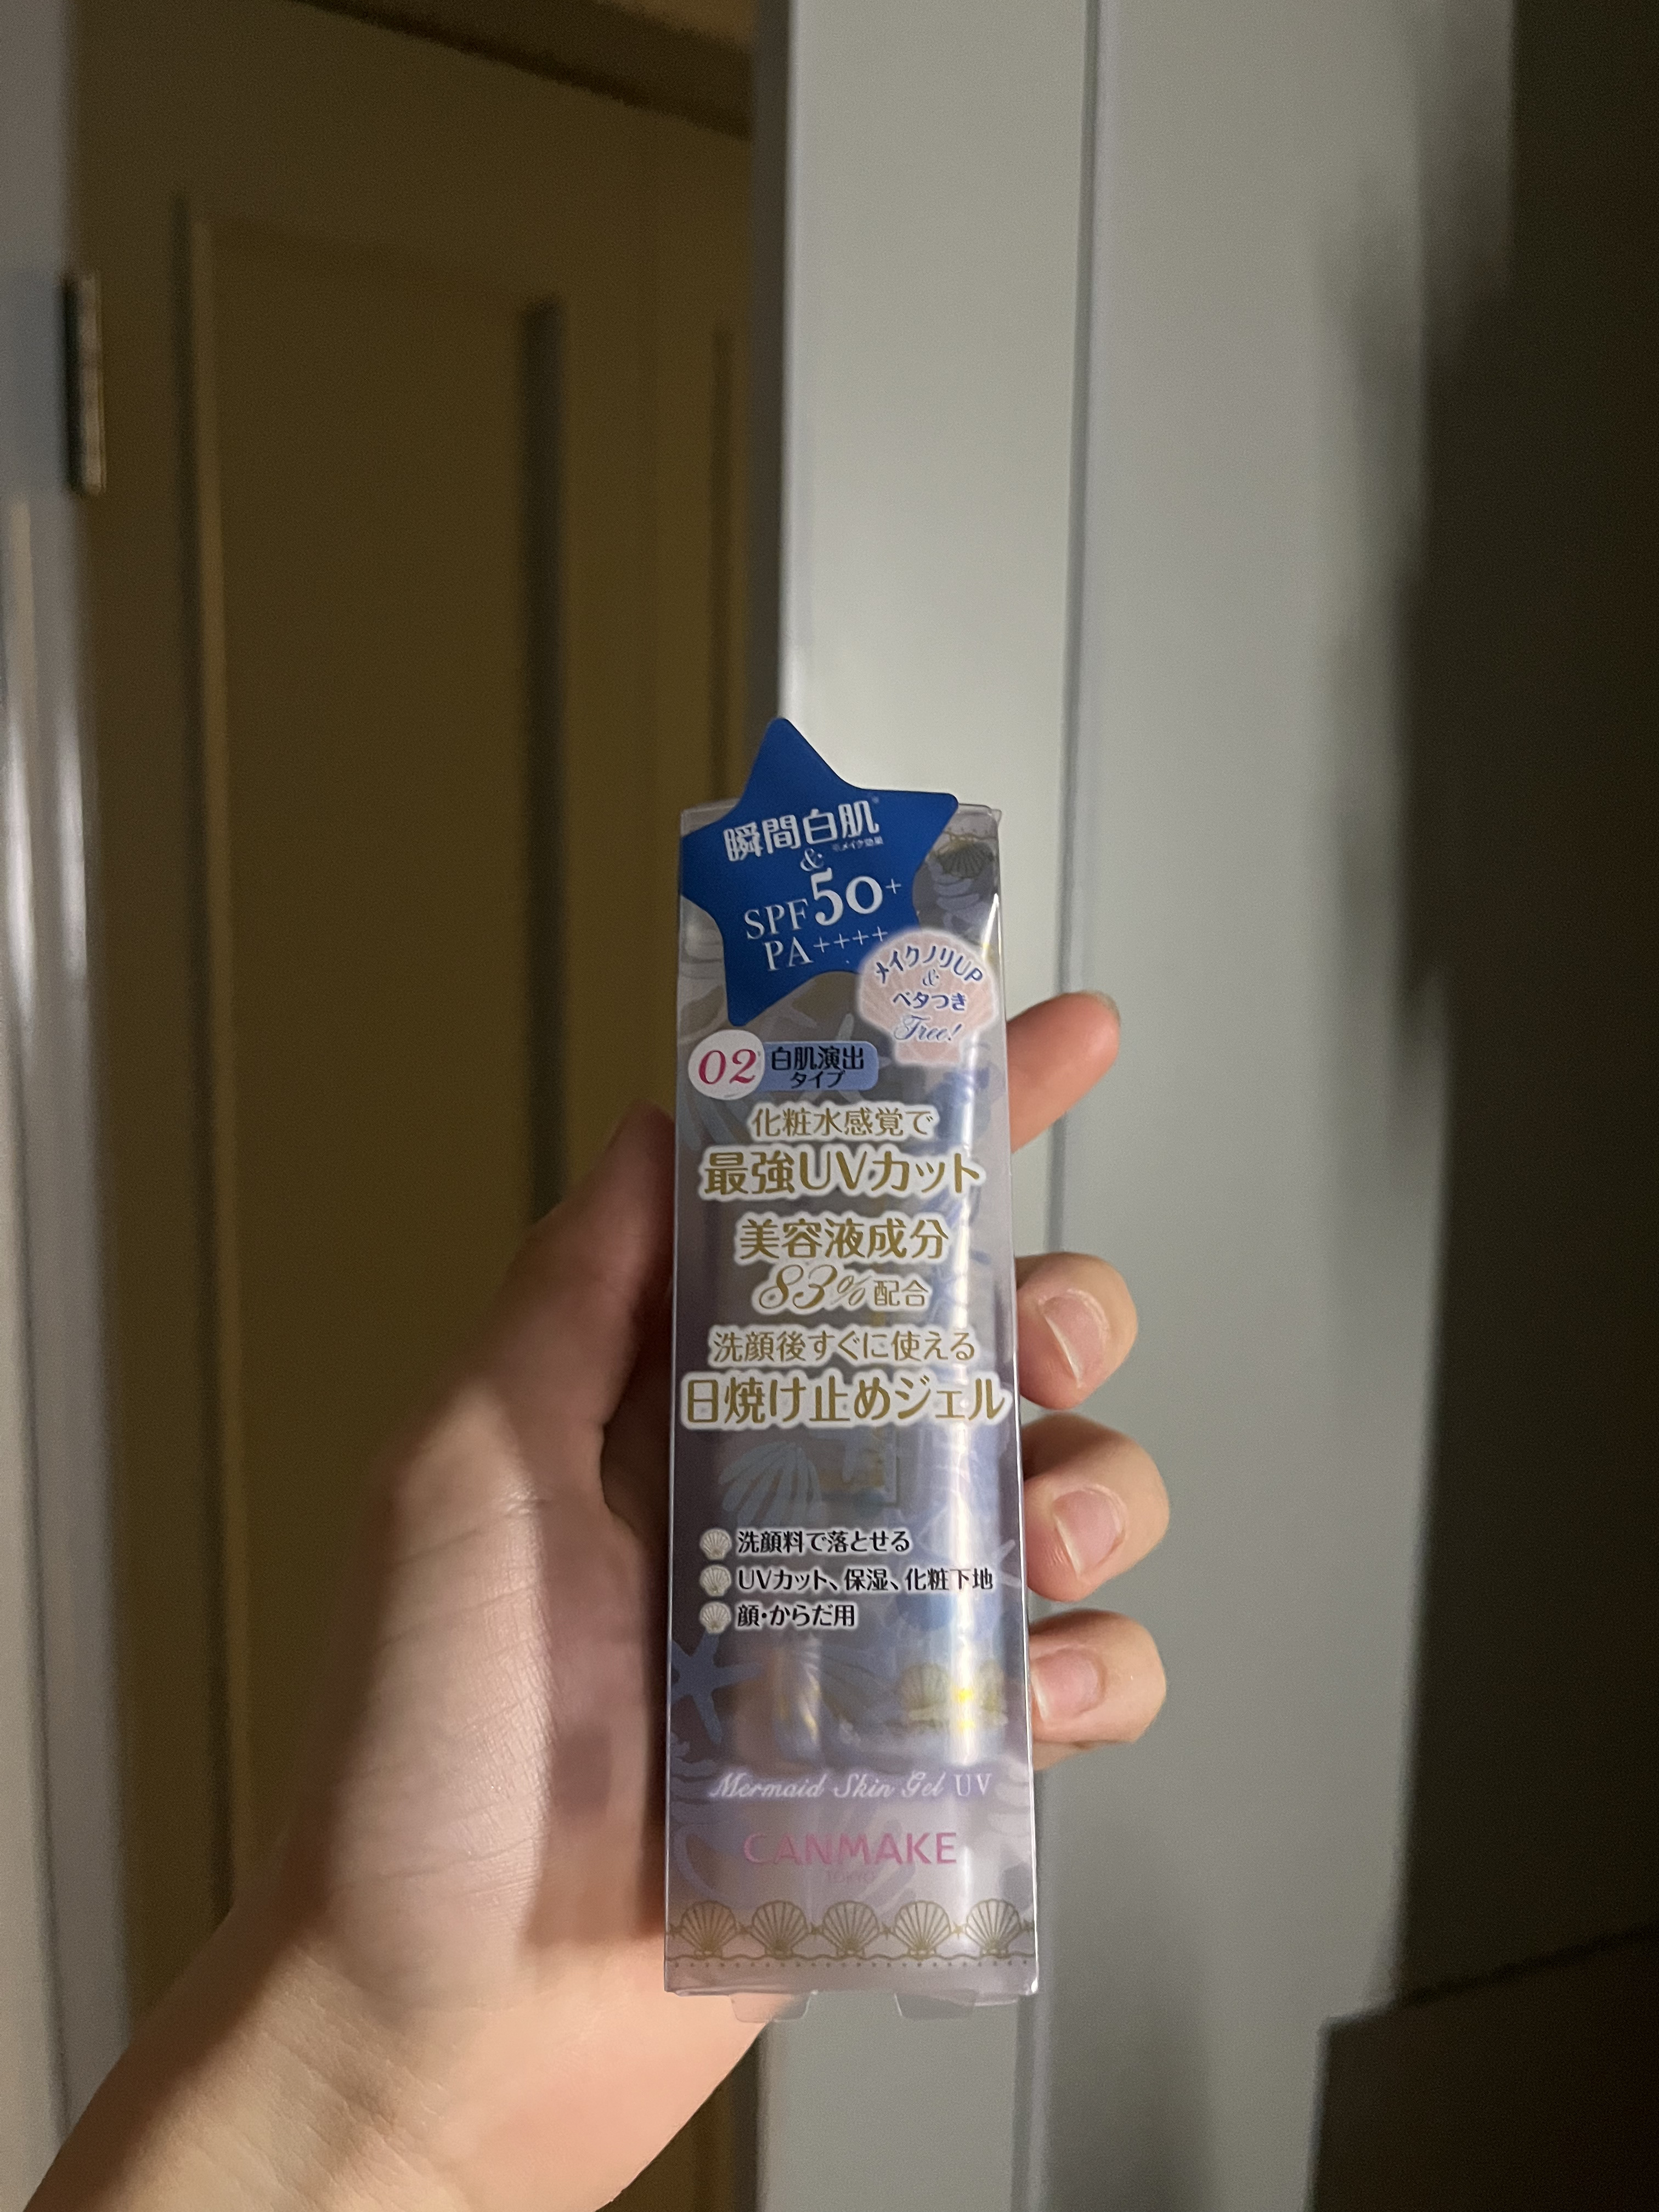 瞬間白肌※
※メイク効果
&
SPF50+
PA++++
メイクノリUP
&
ベタつき
Free!
02 白肌演出
タイプ
化粧水感覚で
最強UVカット
美容液成分
83%配合
洗顔後すぐに使える
日焼け止めジェル
洗顔料で落とせる
UVカット、保湿、化粧下地
顔・からだ用
Mermaid Skin Gel UV
CANMAKE
TOKYO